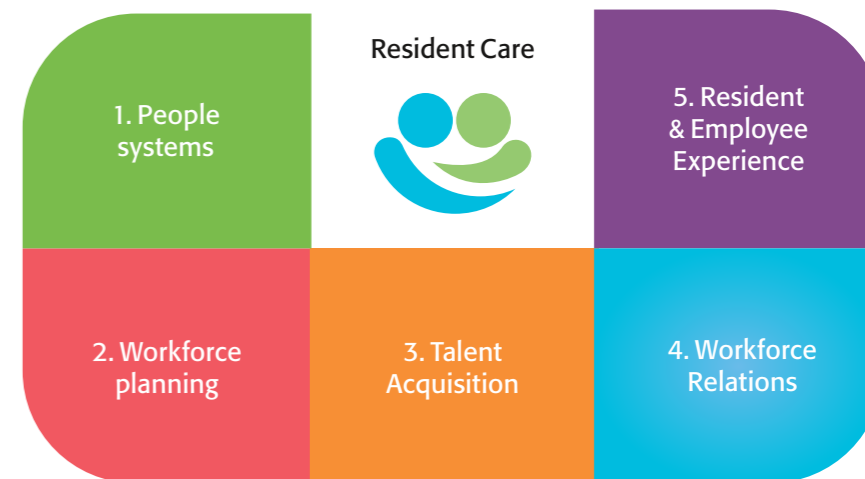 Resident Care
1. People
systems
2. Workforce
planning
3. Talent
Acquisition
4. Workforce
Relations
5. Resident
& Employee
Experience